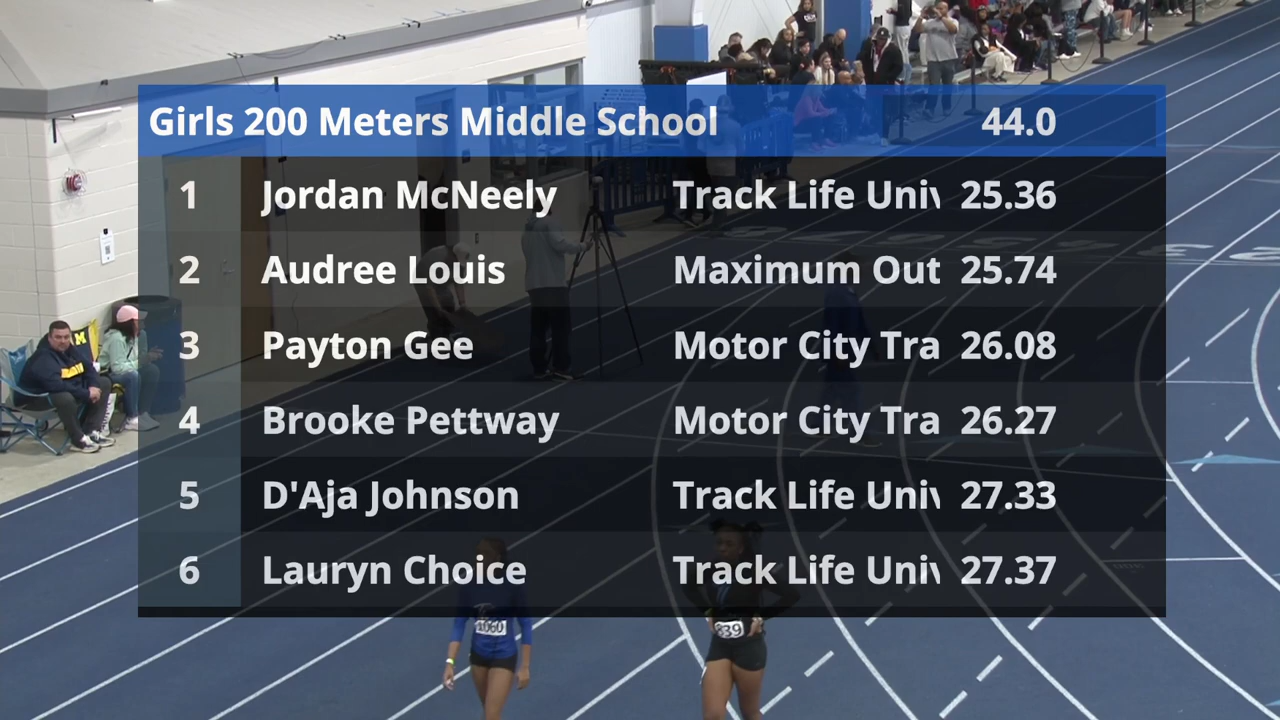 Girls 200 Meters Middle School 44.0
1 Jordan McNeely Track Life Univ 25.36
2 Audree Louis Maximum Out 25.74
3 Payton Gee Motor City Tra 26.08
4 Brooke Pettway Motor City Tra 26.27
5 D'Aja Johnson Track Life Univ 27.33
6 Lauryn Choice Track Life Univ 27.37
M
1060
839